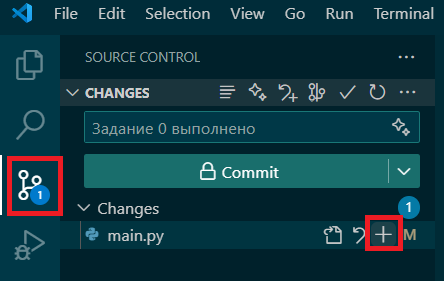 File Edit Selection View Go Run Terminal
SOURCE CONTROL
CHANGES
Задание 0 выполнено
1
Commit
Changes 1
main.py M